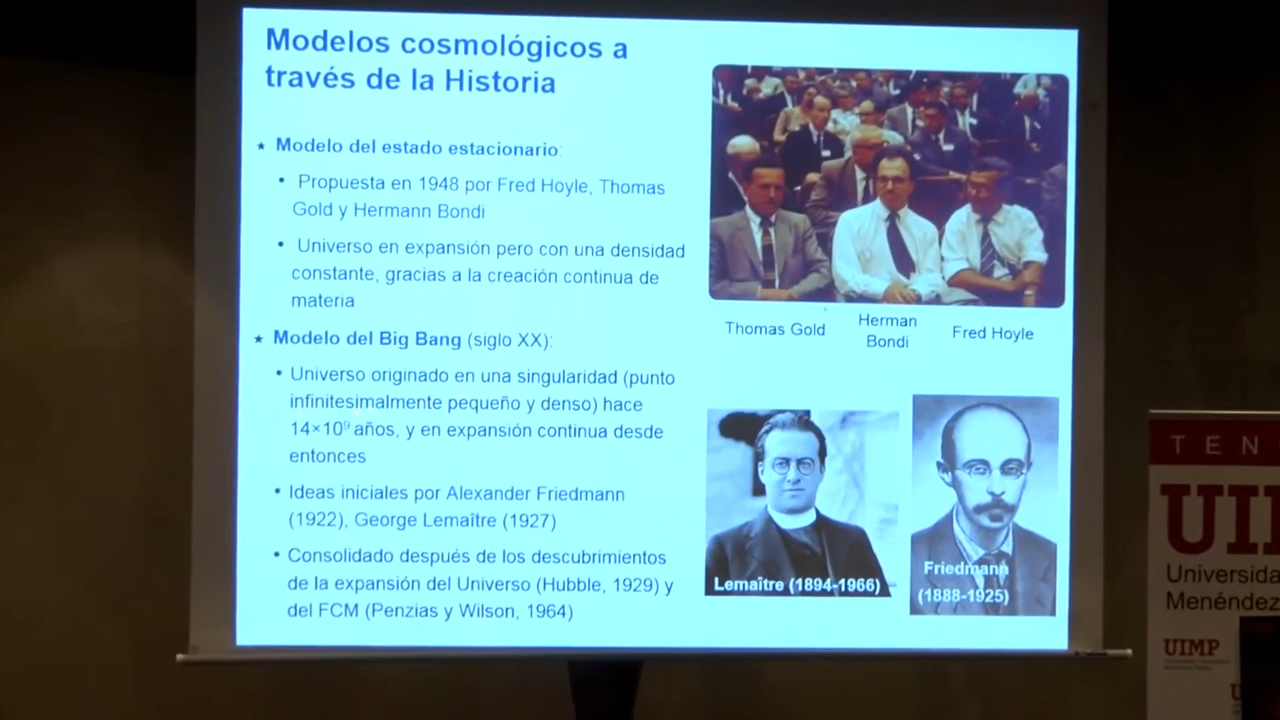 Modelos cosmológicos a
través de la Historia
★ Modelo del estado estacionario:
• Propuesta en 1948 por Fred Hoyle, Thomas
Gold y Hermann Bondi
• Universo en expansión pero con una densidad
constante, gracias a la creación continua de
materia
★ Modelo del Big Bang (siglo XX):
• Universo originado en una singularidad (punto
infinitesimalmente pequeño y denso) hace
14×10⁹ años, y en expansión continua desde
entonces
• Ideas iniciales por Alexander Friedmann
(1922), George Lemaître (1927)
• Consolidado después de los descubrimientos
de la expansión del Universo (Hubble, 1929) y
del FCM (Penzias y Wilson, 1964)
Thomas Gold
Herman
Bondi
Fred Hoyle
Lemaître (1894-1966)
Friedmann
(1888-1925)
TEN
UI
Universida
Menéndez
UIMP